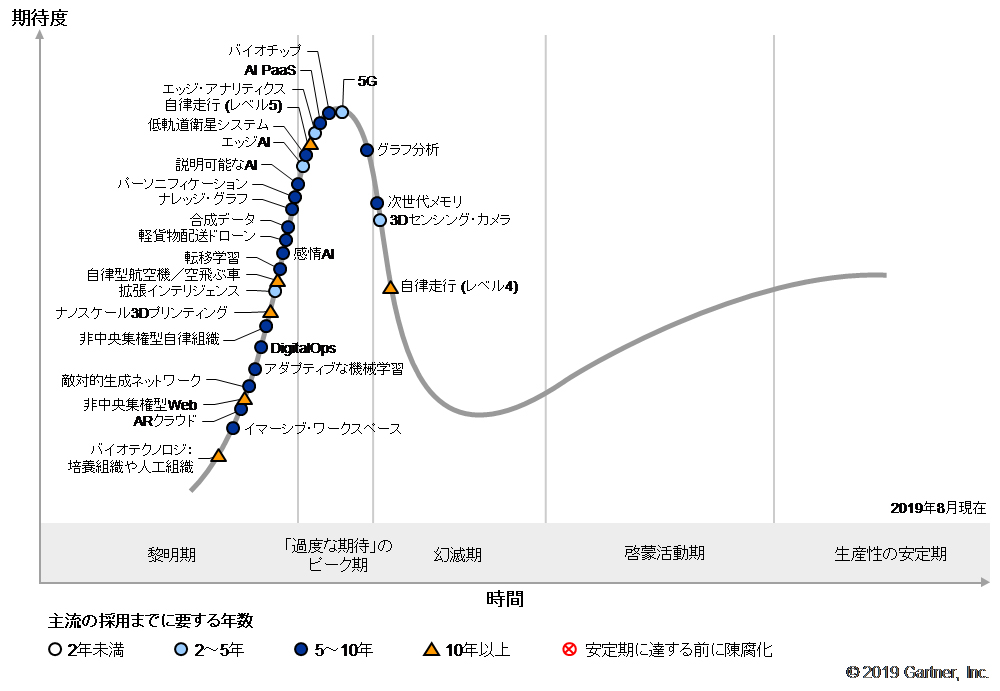 期待度
バイオチップ
AI PaaS
5G
エッジ・アナリティクス
自律走行 (レベル5)
低軌道衛星システム
エッジAI
グラフ分析
説明可能なAI
パーソニフィケーション
ナレッジ・グラフ
次世代メモリ
合成データ
3Dセンシング・カメラ
軽貨物配送ドローン
感情AI
転移学習
自律型航空機／空飛ぶ車
拡張インテリジェンス
自律走行 (レベル4)
ナノスケール3Dプリンティング
非中央集権型自律組織
DigitalOps
アダプティブな機械学習
敵対的生成ネットワーク
非中央集権型Web
ARクラウド
イマーシブ・ワークスペース
バイオテクノロジ：
培養組織や人工組織
2019年8月現在
黎明期
「過度な期待」の
ピーク期
幻滅期
啓蒙活動期
生産性の安定期
時間
主流の採用までに要する年数
2年未満
2～5年
5～10年
10年以上
安定期に達する前に陳腐化
© 2019 Gartner, Inc.